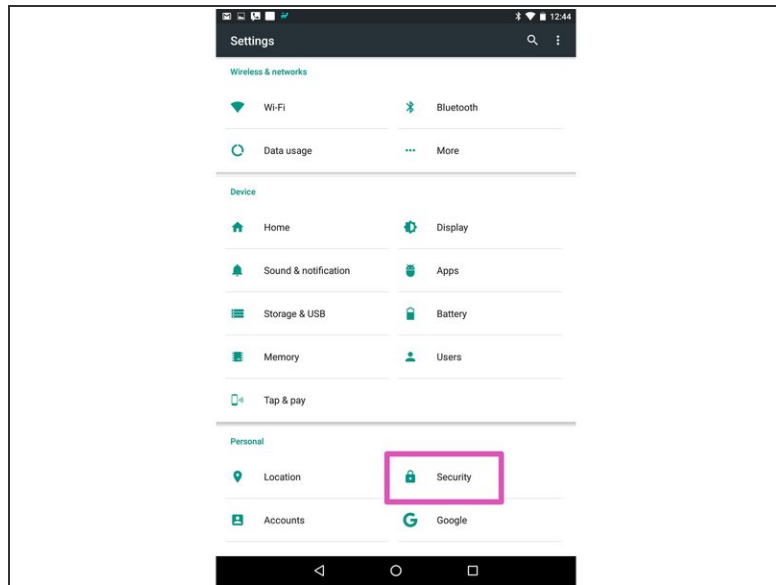 12:44
Settings
Wireless & networks
Wi-Fi Bluetooth
Data usage More
Device
Home Display
Sound & notification Apps
Storage & USB Battery
Memory Users
Tap & pay
Personal
Location Security
Accounts Google